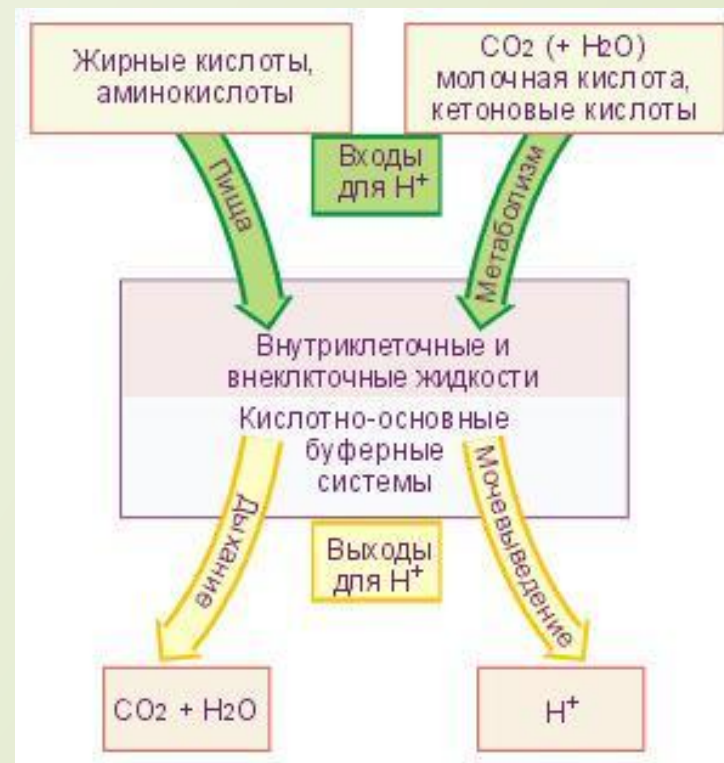 Жирные кислоты,
аминокислоты
CO₂ (+ H₂O)
молочная кислота,
кетоновые кислоты
Входы
для H⁺
Пища
Метаболизм
Внутриклеточные и
внеклкточные жидкости
Кислотно-основные
буферные
системы
Дыхание
Мочевыведение
Выходы
для H⁺
CO₂ + H₂O
H⁺